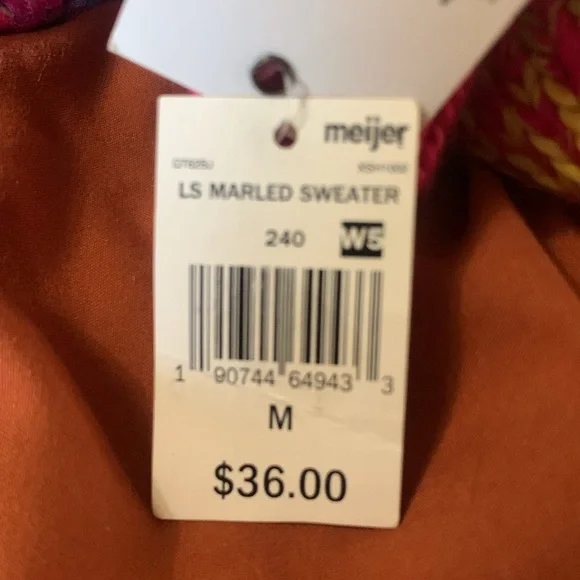 meijer
LS MARLED SWEATER
240 W5
1 90744 64943 3
M
$36.00